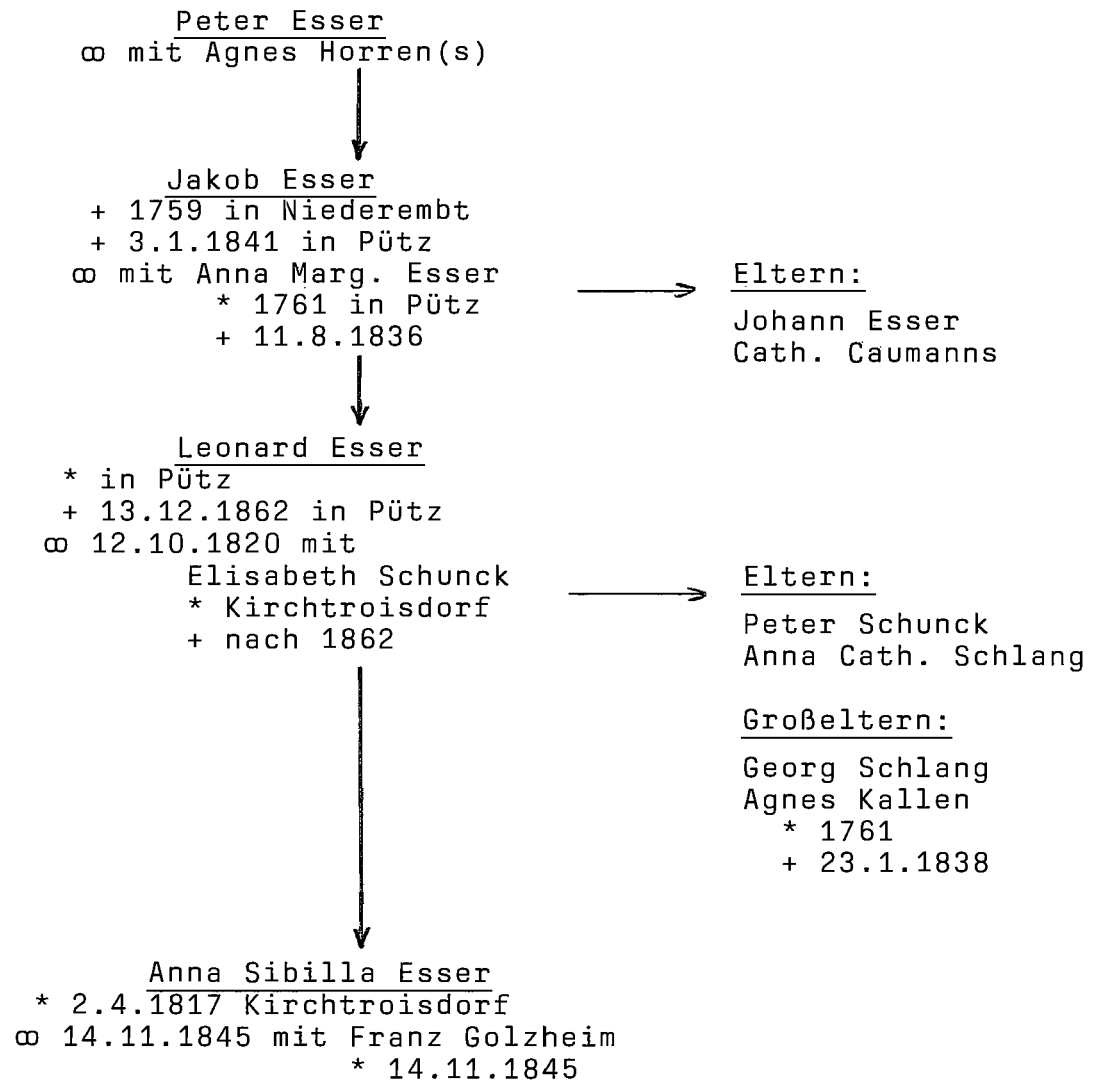 Peter Esser
⚭ mit Agnes Horren(s)
Jakob Esser
+ 1759 in Niederembt
+ 3.1.1841 in Pütz
⚭ mit Anna Marg. Esser
* 1761 in Pütz
+ 11.8.1836
Eltern:
Johann Esser
Cath. Caumanns
Leonard Esser
* in Pütz
+ 13.12.1862 in Pütz
⚭ 12.10.1820 mit
Elisabeth Schunck
* Kirchtroisdorf
+ nach 1862
Eltern:
Peter Schunck
Anna Cath. Schlang
Großeltern:
Georg Schlang
Agnes Kallen
* 1761
+ 23.1.1838
Anna Sibilla Esser
* 2.4.1817 Kirchtroisdorf
⚭ 14.11.1845 mit Franz Golzheim
* 14.11.1845